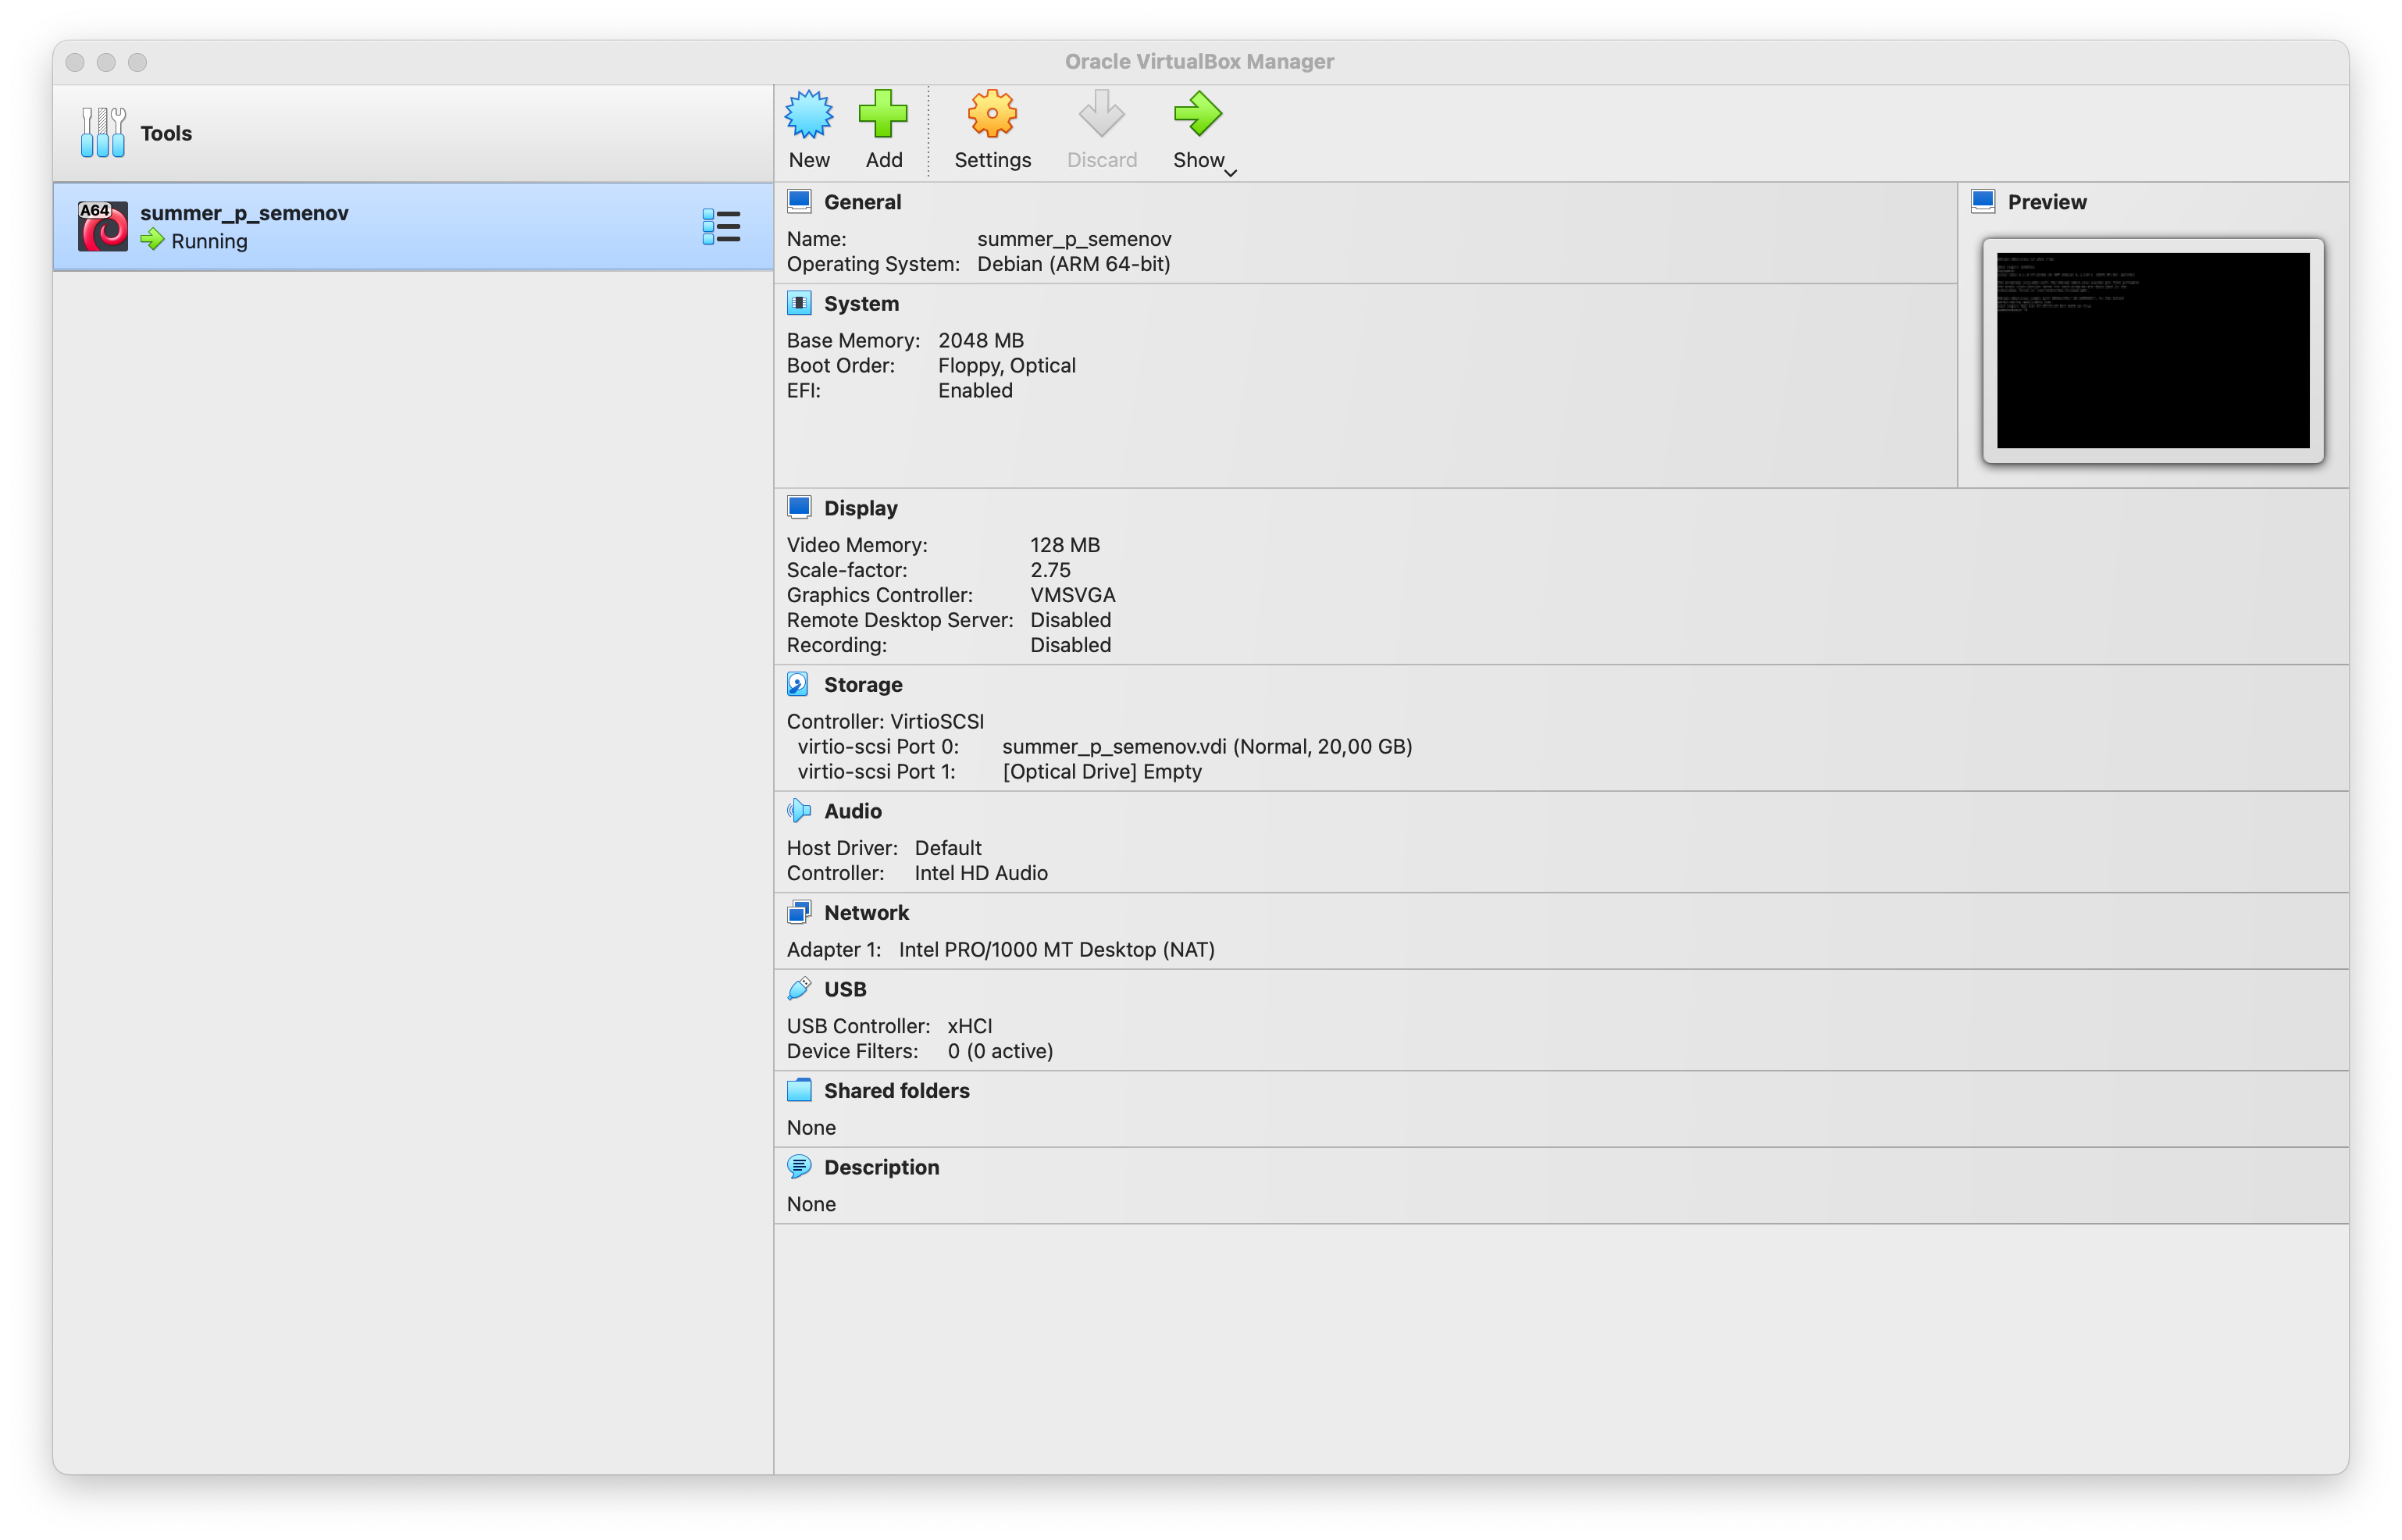 Oracle VirtualBox Manager
Tools
New
Add
Settings
Discard
Show
A64
summer_p_semenov
Running
General
Name: summer_p_semenov
Operating System: Debian (ARM 64-bit)
Preview
System
Base Memory: 2048 MB
Boot Order: Floppy, Optical
EFI: Enabled
Display
Video Memory: 128 MB
Scale-factor: 2.75
Graphics Controller: VMSVGA
Remote Desktop Server: Disabled
Recording: Disabled
Storage
Controller: VirtioSCSI
virtio-scsi Port 0: summer_p_semenov.vdi (Normal, 20,00 GB)
virtio-scsi Port 1: [Optical Drive] Empty
Audio
Host Driver: Default
Controller: Intel HD Audio
Network
Adapter 1: Intel PRO/1000 MT Desktop (NAT)
USB
USB Controller: xHCI
Device Filters: 0 (0 active)
Shared folders
None
Description
None